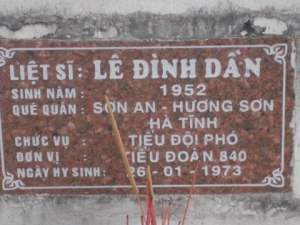 LIỆT SĨ: LÊ ĐÌNH DẦN
SINH NĂM : 1952
QUÊ QUÁN : SƠN AN - HƯƠNG SƠN
HÀ TĨNH
CHỨC VỤ : TIỂU ĐỘI PHÓ
ĐƠN VỊ : TIỂU ĐOÀN 840
NGÀY HY SINH: 26 - 01 - 1973